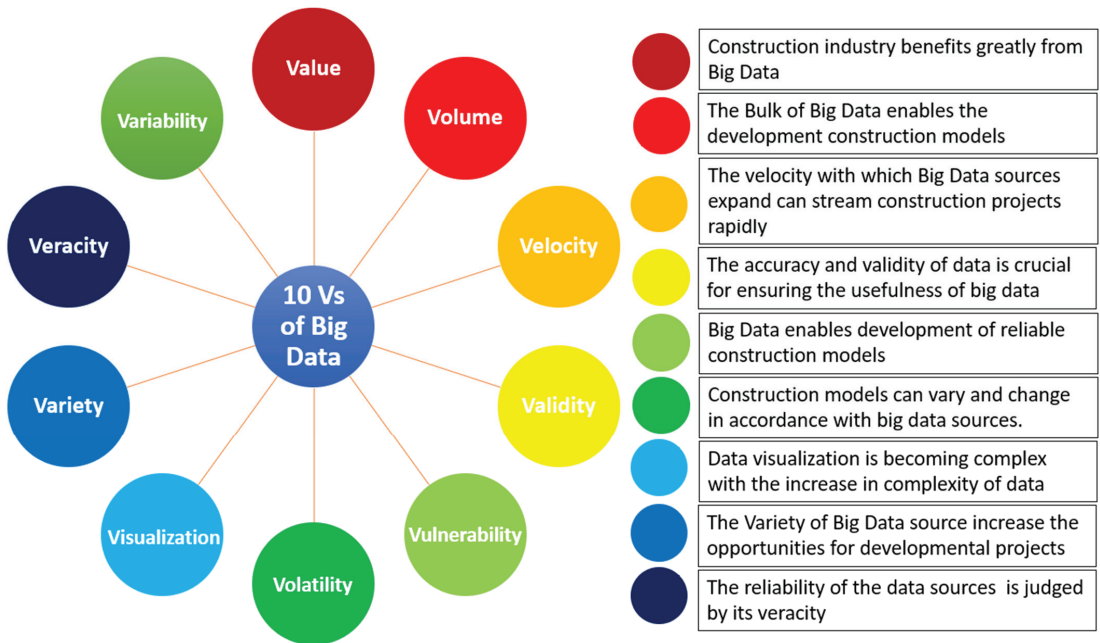 Value
Volume
Variability
Velocity
Veracity
10 Vs
of Big
Data
Variety
Validity
Visualization
Vulnerability
Volatility
Construction industry benefits greatly from
Big Data
The Bulk of Big Data enables the
development construction models
The velocity with which Big Data sources
expand can stream construction projects
rapidly
The accuracy and validity of data is crucial
for ensuring the usefulness of big data
Big Data enables development of reliable
construction models
Construction models can vary and change
in accordance with big data sources.
Data visualization is becoming complex
with the increase in complexity of data
The Variety of Big Data source increase the
opportunities for developmental projects
The reliability of the data sources is judged
by its veracity